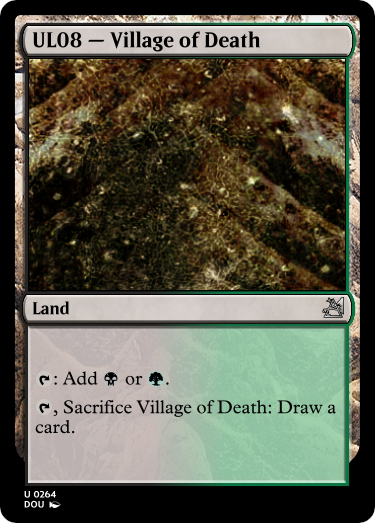 UL08 — Village of Death
Land
: Add or .
, Sacrifice Village of Death: Draw a
card.
U 0264
DOU